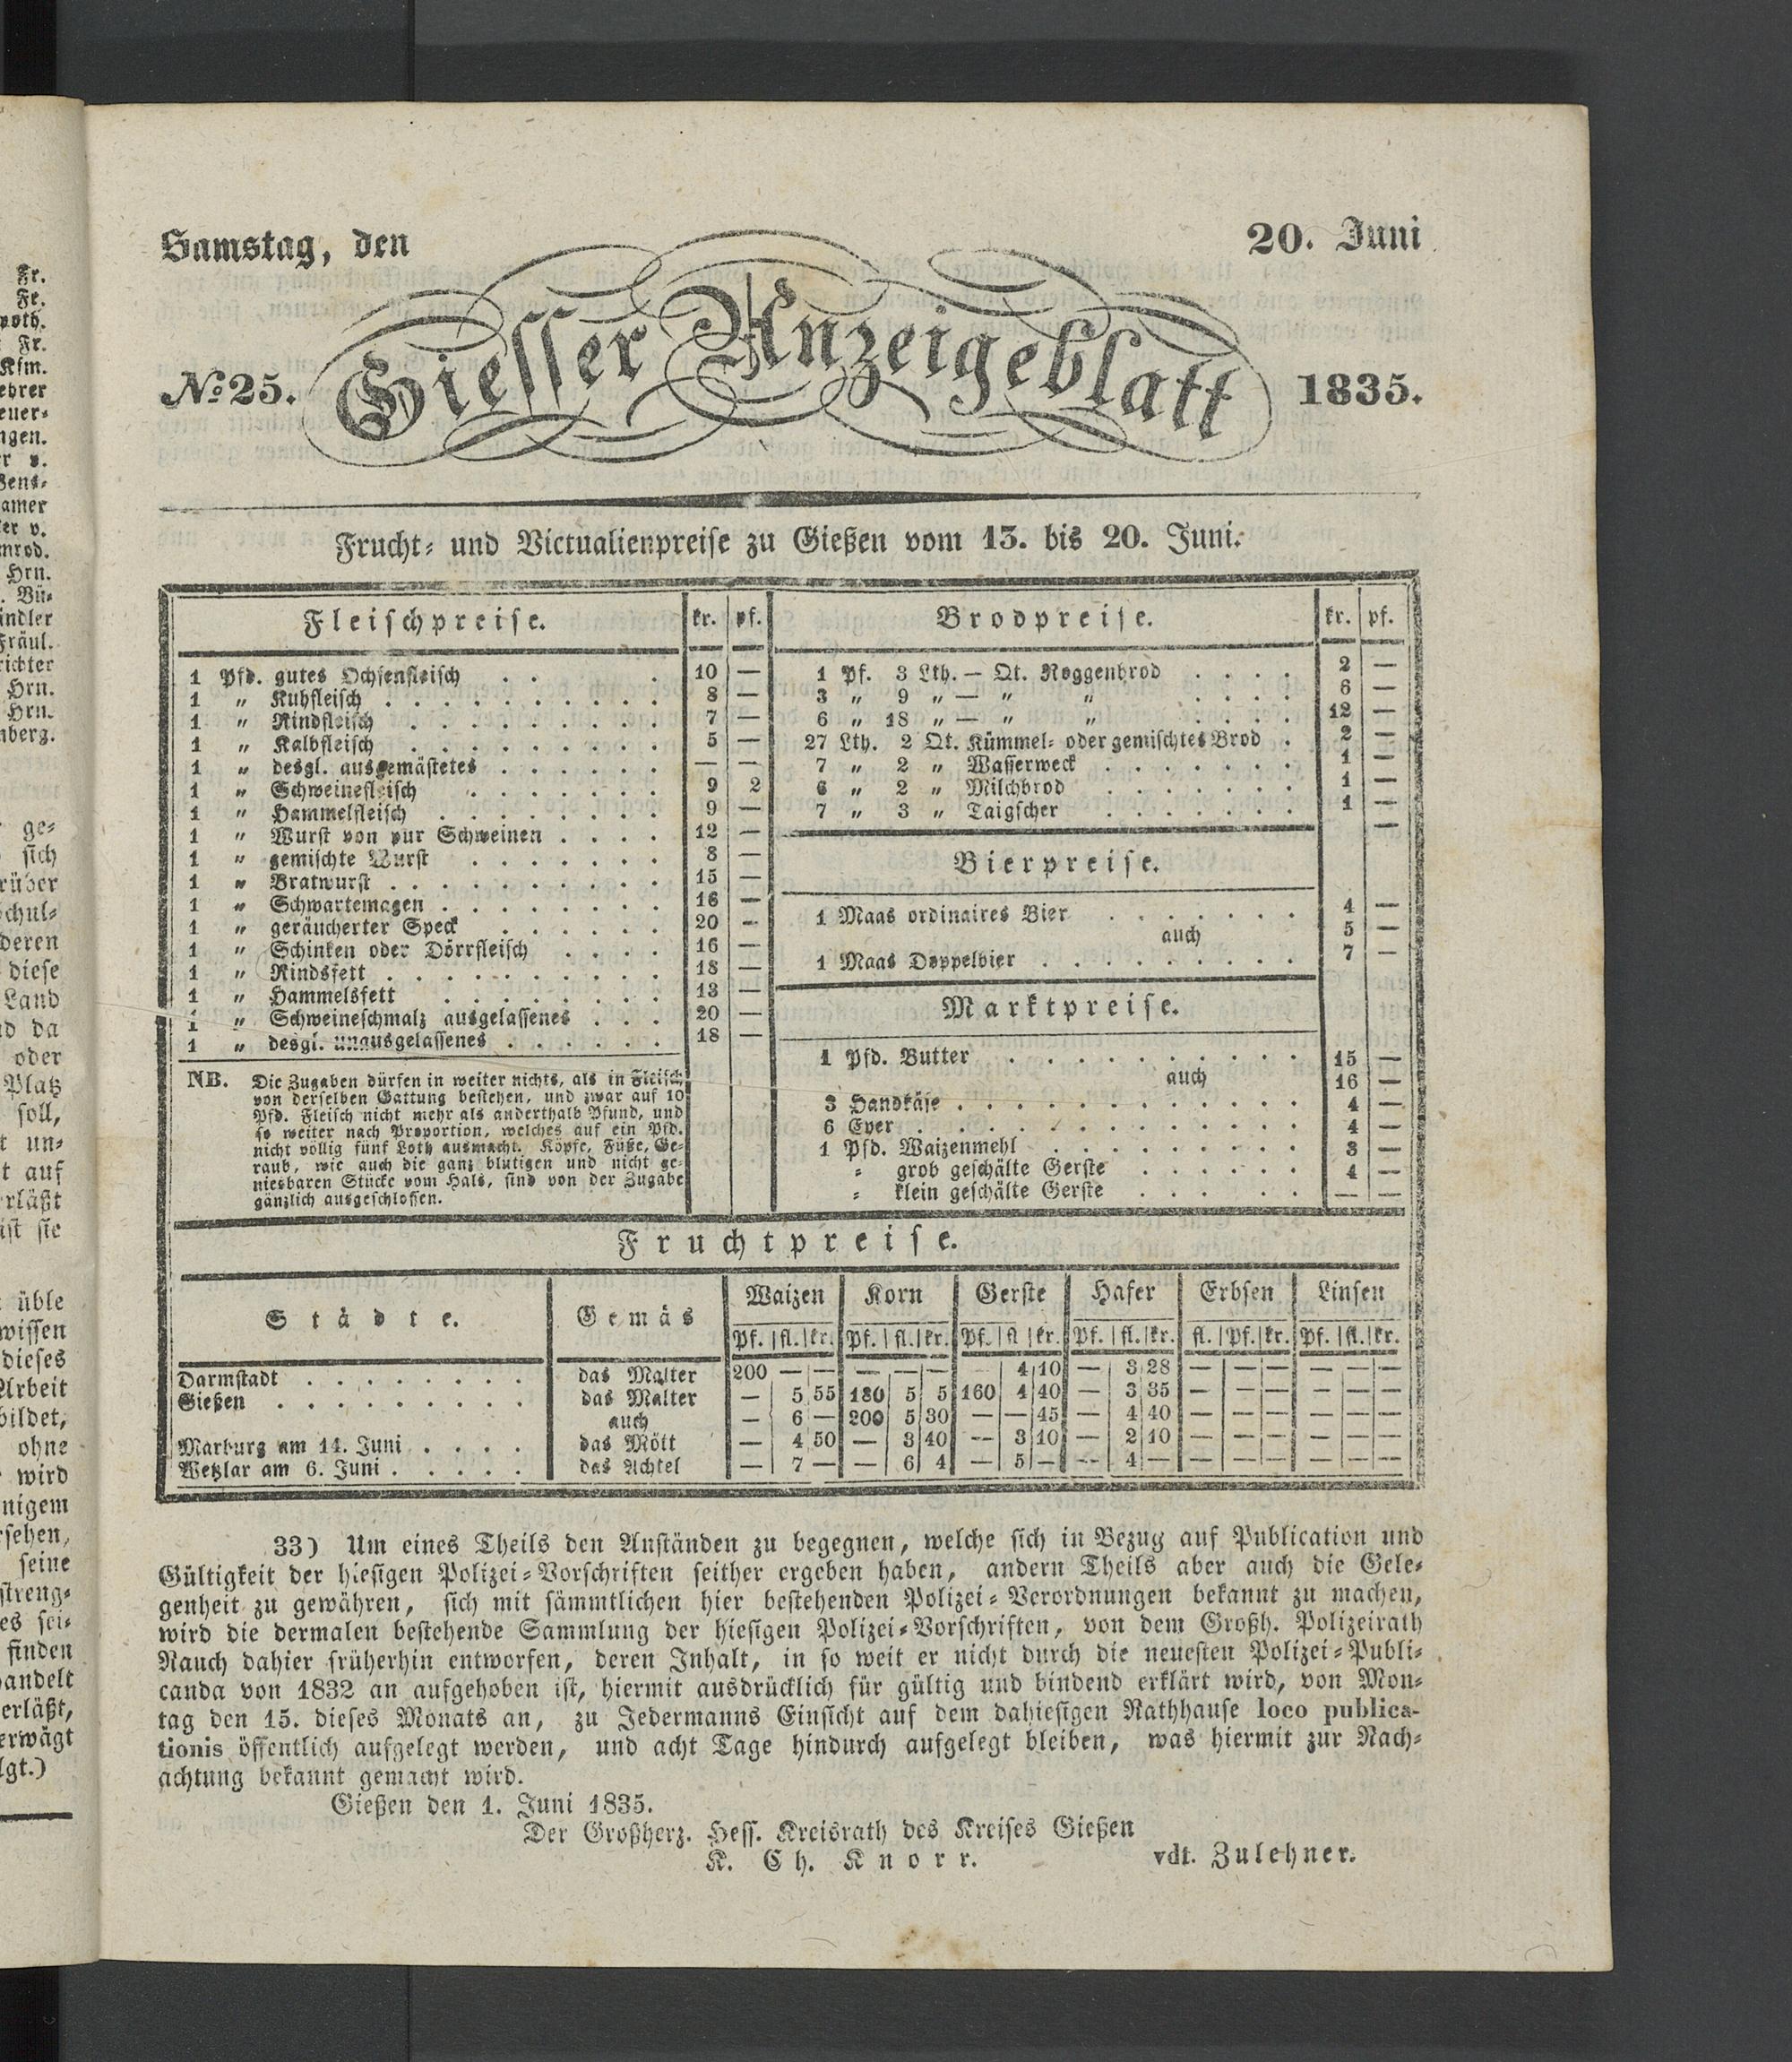 Samstag, den
20. Juni
No 25.
Giesser Anzeigeblatt
1835.
Frucht- und Victualienpreise zu Gießen vom 13. bis 20. Juni.
Fleischpreise. kr. pf.
1 Pfd. gutes Ochsenfleisch . . . 10 —
1 „ Kuhfleisch . . . . . . . . . . 8 —
1 „ Rindfleisch . . . . . . . . . 7 —
1 „ Kalbfleisch . . . . . . . . . 5 —
1 „ desgl. ausgemästetes . . . . . . — —
1 „ Schweinefleisch . . . . . . . 9 2
1 „ Hammelfleisch . . . . . . . . 9 —
1 „ Wurst von pur Schweinen . . . . 12 —
1 „ gemischte Wurst . . . . . . . 8 —
1 „ Bratwurst . . . . . . . . . . 15 —
1 „ Schwartemagen . . . . . . . . 16 —
1 „ geräucherter Speck . . . . . . 20 —
1 „ Schinken oder Dörrfleisch . . . . 16 —
1 „ Rindsfett . . . . . . . . . . 18 —
1 „ Hammelsfett . . . . . . . . 13 —
1 „ Schweineschmalz ausgelassenes . . . 20 —
1 „ desgl. unausgelassenes . . . . . . 18 —
NB. Die Zugaben dürfen in weiter nichts, als in Fleisch
von derselben Gattung bestehen, und zwar auf 10
Pfd. Fleisch nicht mehr als anderthalb Pfund, und
so weiter nach Proportion, welches auf ein Pfd.
nicht völlig fünf Loth ausmacht. Köpfe, Füße, Ge-
raub, wie auch die ganz blutigen und nicht ge-
niesbaren Stücke vom Hals, sind von der Zugabe
gänzlich ausgeschlossen.
Brodpreise. kr. pf.
1 Pf. 3 Lth. — Qt. Roggenbrod . . . . 2 —
3 „ 9 „ — „ „ . . . . 6 —
6 „ 18 „ — „ „ . . . . 12 —
27 Lth. 2 Qt. Kümmel- oder gemischtes Brod . 2 —
7 „ 2 „ Wasserweck . . . . . . . 1 —
6 „ 2 „ Milchbrod . . . . . . . 1 —
7 „ 3 „ Taigscher . . . . . . . 1 —
—
Bierpreise.
1 Maas ordinaires Bier . . . . . . . 4 —
auch 5 —
1 Maas Doppelbier . . . . . . . . . 7 —
Marktpreise.
1 Pfd. Butter . . . . . . . . . . 15 —
auch 16 —
3 Handkäse . . . . . . . . . . . . 4 —
6 Eyer . . . . . . . . . . . . . . 4 —
1 Pfd. Waizenmehl . . . . . . . . . 3 —
- grob geschälte Gerste . . . . . . . 4 —
- klein geschälte Gerste . . . . . . — —
Fruchtpreise.
Städte. Gemäs Waizen Korn Gerste Hafer Erbsen Linsen
Pf. fl. kr. Pf. fl. kr. Pf. fl kr. Pf. fl. kr. fl. Pf. kr. Pf. fl. kr.
Darmstadt . . . . . . . . das Malter 200 — — — — — 4 10 — 3 28 — — — — — —
Gießen . . . . . . . . . das Malter — 5 55 180 5 5 160 4 40 — 3 35 — — — — — —
auch — 6 — 200 5 30 — — 45 — 4 40 — — — — — —
Marburg am 14. Juni . . . . das Mött — 4 50 — 3 40 — 3 10 — 2 10 — — — — — —
Wetzlar am 6. Juni . . . . . das Achtel — 7 — — 6 4 — 5 — — 4 — — — — — — —
33) Um eines Theils den Anständen zu begegnen, welche sich in Bezug auf Publication und
Gültigkeit der hiesigen Polizei-Vorschriften seither ergeben haben, andern Theils aber auch die Gele-
genheit zu gewähren, sich mit sämmtlichen hier bestehenden Polizei-Verordnungen bekannt zu machen,
wird die dermalen bestehende Sammlung der hiesigen Polizei-Vorschriften, von dem Großh. Polizeirath
Nauch dahier früherhin entworfen, deren Inhalt, in so weit er nicht durch die neuesten Polizei-Publi-
canda von 1832 an aufgehoben ist, hiermit ausdrücklich für gültig und bindend erklärt wird, von Mon-
tag den 15. dieses Monats an, zu Jedermanns Einsicht auf dem dahiesigen Rathhause loco publica-
tionis öffentlich aufgelegt werden, und acht Tage hindurch aufgelegt bleiben, was hiermit zur Nach-
achtung bekannt gemacht wird.
Gießen den 1. Juni 1835.
Der Großherz. Hess. Kreisrath des Kreises Gießen
K. Ch. Knorr. vdt. Zulehner.